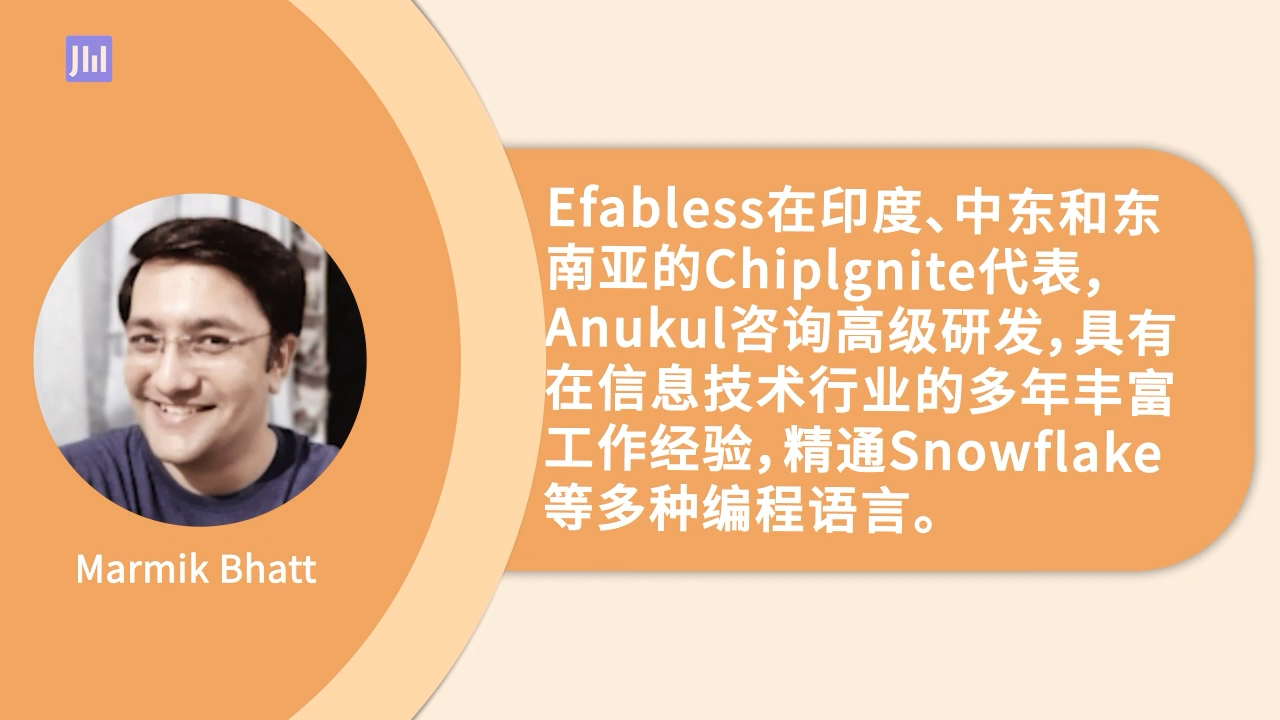 Efabless在印度、中东和东
南亚的Chiplgnite代表，
Anukul咨询高级研发，具有
在信息技术行业的多年丰富
工作经验，精通Snowflake
等多种编程语言。
Marmik Bhatt